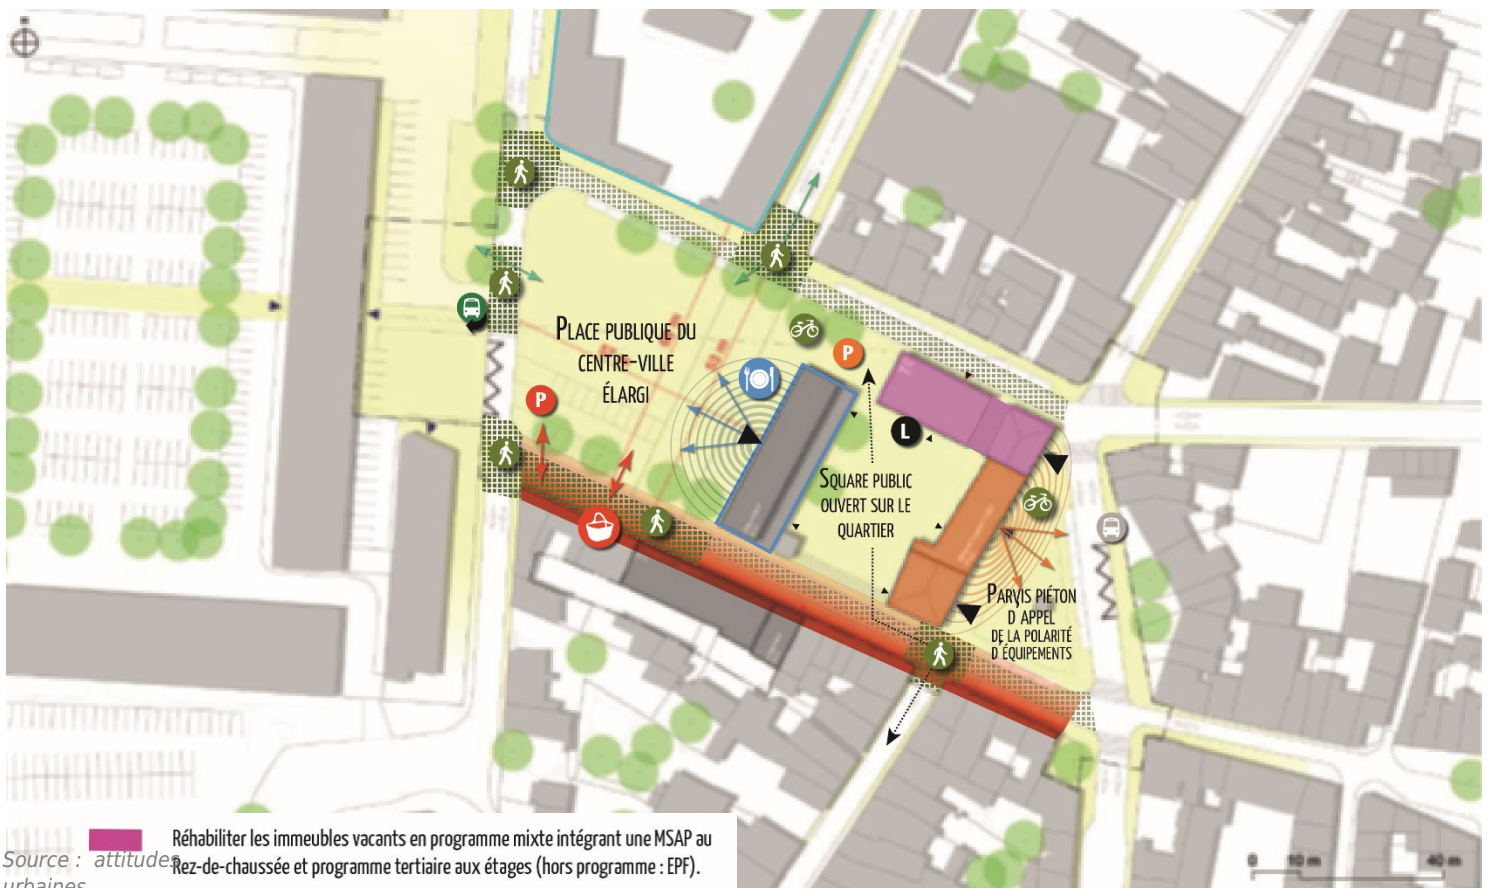 Place publique du
centre-ville
élargi
P
P
L
Square public
ouvert sur le
quartier
Parvis piéton
d'appel
de la polarité
d'équipements
Réhabiliter les immeubles vacants en programme mixte intégrant une MSAP au
Rez-de-chaussée et programme tertiaire aux étages (hors programme : EPF).
Source : attitudes
urbaines
0 10 m 40 m